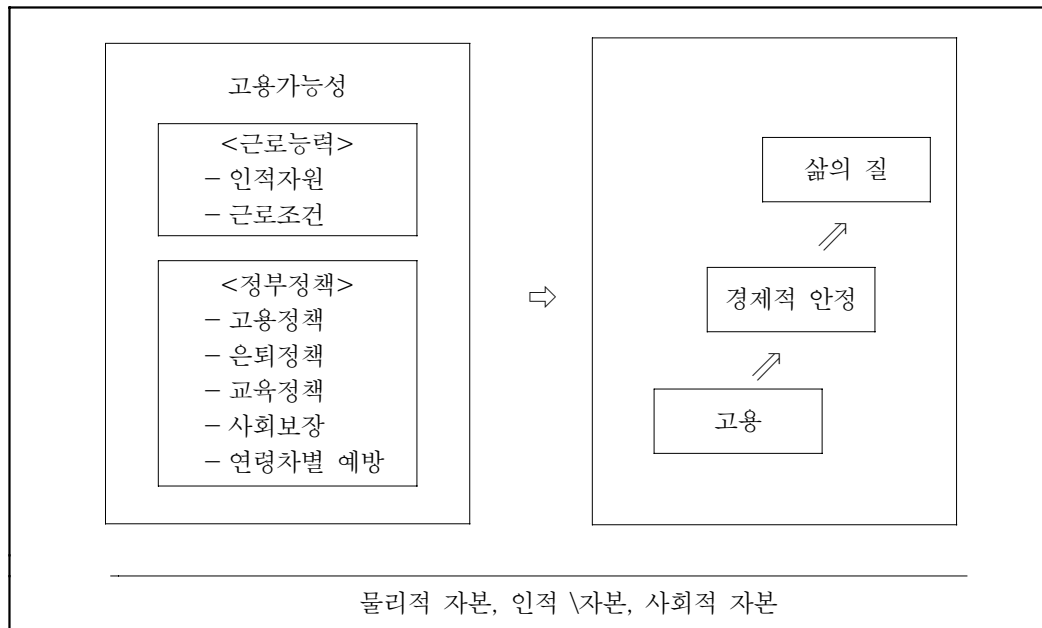 고용가능성
<근로능력>
- 인적자원
- 근로조건
<정부정책>
- 고용정책
- 은퇴정책
- 교육정책
- 사회보장
- 연령차별 예방
⇨
삶의 질
⇗
경제적 안정
⇗
고용
물리적 자본, 인적 \자본, 사회적 자본